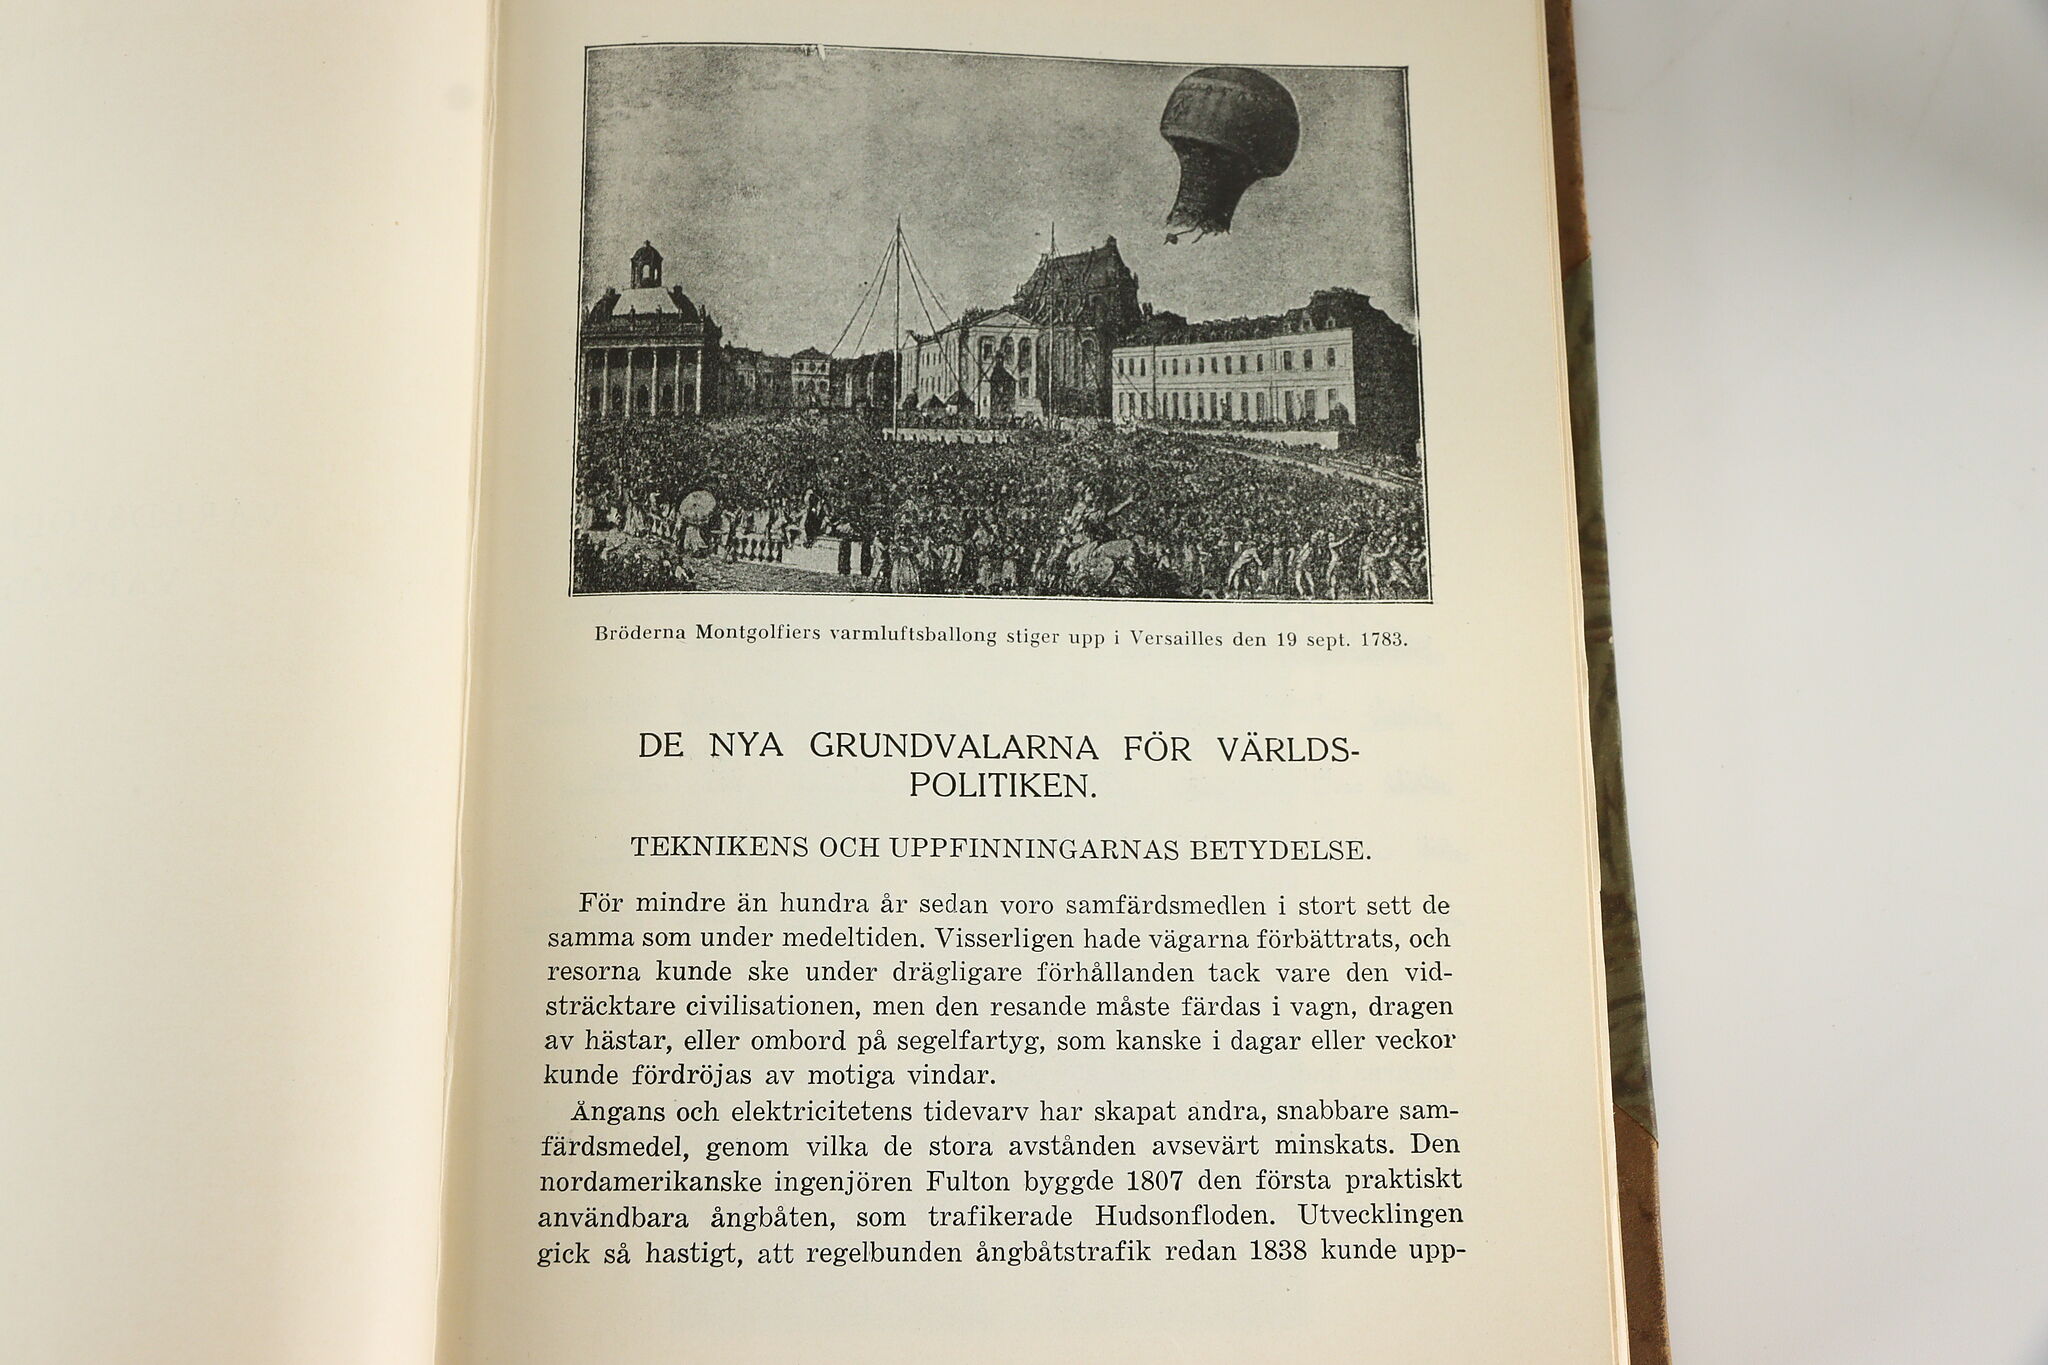 Bröderna Montgolfiers varmluftsballong stiger upp i Versailles den 19 sept. 1783.
DE NYA GRUNDVALARNA FÖR VÄRLDS-
POLITIKEN.
TEKNIKENS OCH UPPFINNINGARNAS BETYDELSE.
För mindre än hundra år sedan voro samfärdsmedlen i stort sett de
samma som under medeltiden. Visserligen hade vägarna förbättrats, och
resorna kunde ske under drägligare förhållanden tack vare den vid-
sträcktare civilisationen, men den resande måste färdas i vagn, dragen
av hästar, eller ombord på segelfartyg, som kanske i dagar eller veckor
kunde fördröjas av motiga vindar.
Ångans och elektricitetens tidevarv har skapat andra, snabbare sam-
färdsmedel, genom vilka de stora avstånden avsevärt minskats. Den
nordamerikanske ingenjören Fulton byggde 1807 den första praktiskt
användbara ångbåten, som trafikerade Hudsonfloden. Utvecklingen
gick så hastigt, att regelbunden ångbåtstrafik redan 1838 kunde upp-